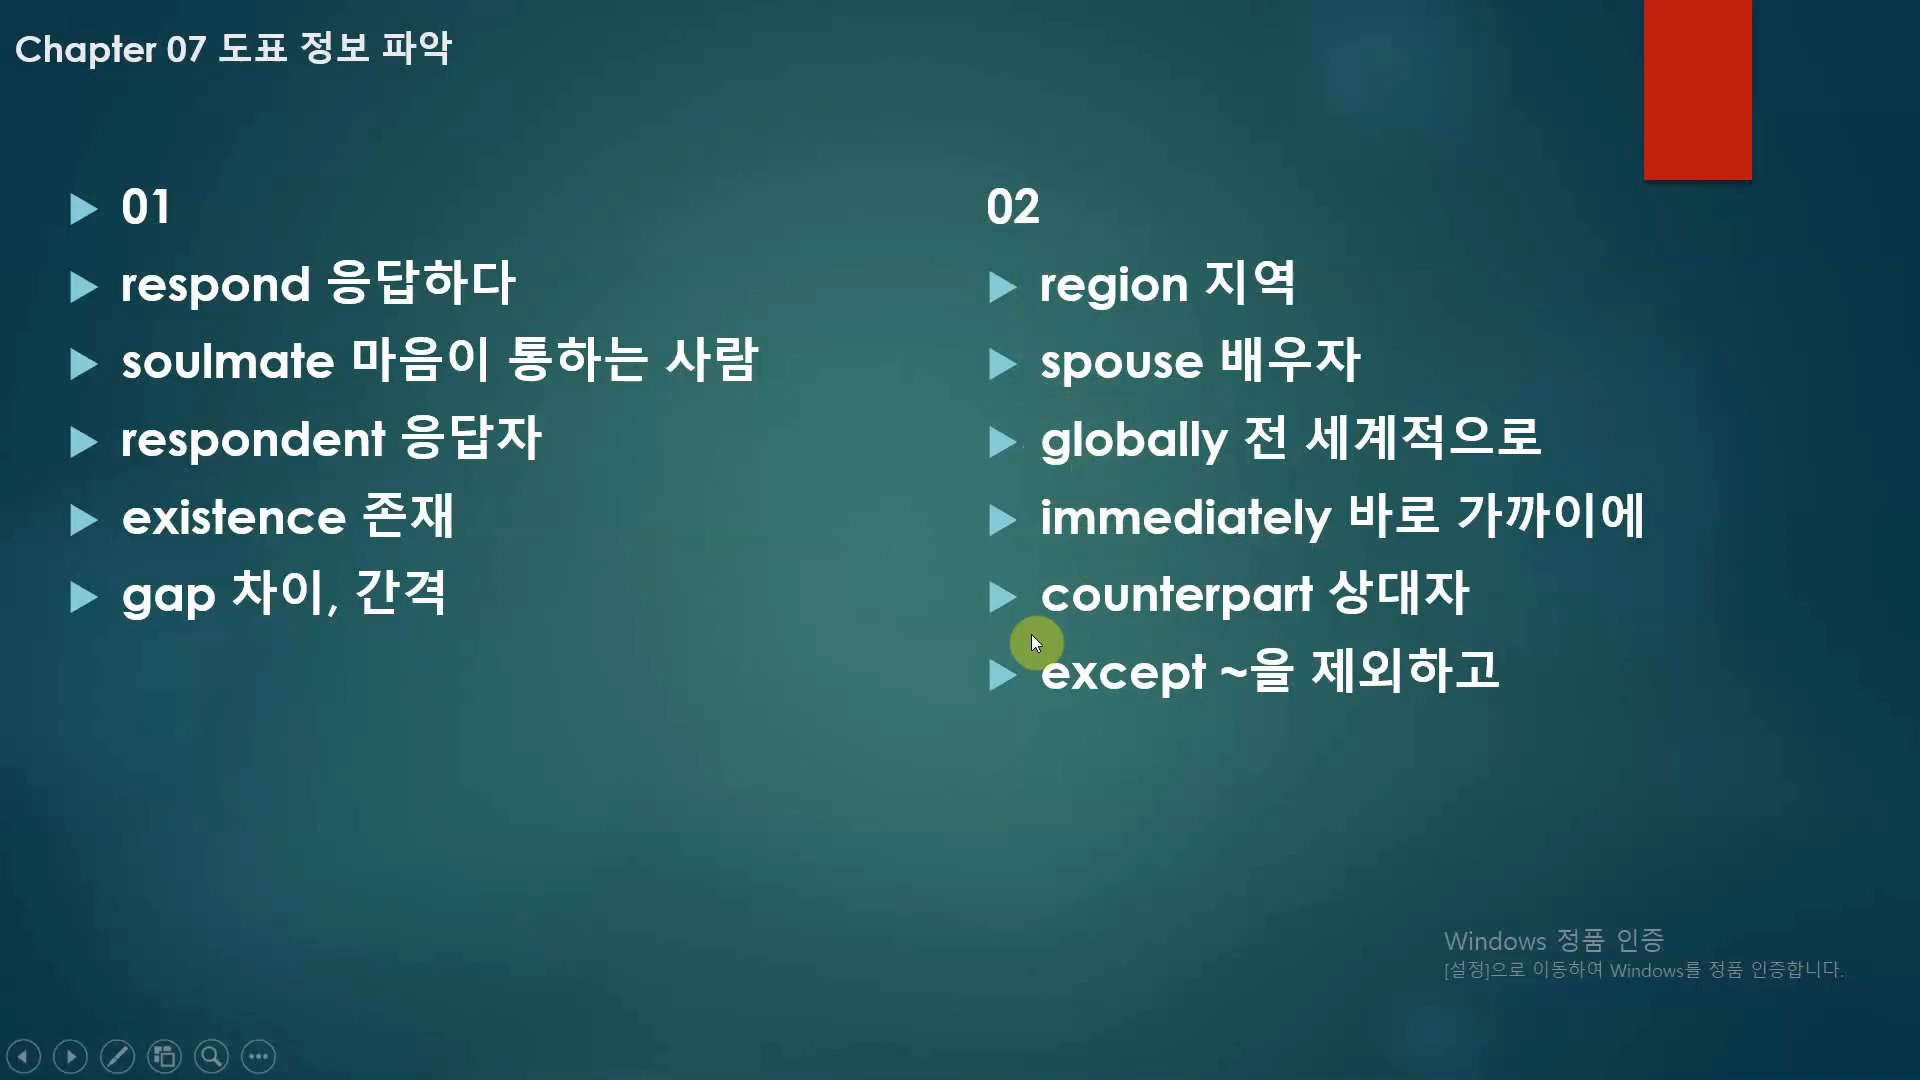 Chapter 07 도표 정보 파악
01
respond 응답하다
soulmate 마음이 통하는 사람
respondent 응답자
existence 존재
gap 차이, 간격
02
region 지역
spouse 배우자
globally 전 세계적으로
immediately 바로 가까이에
counterpart 상대자
except ~을 제외하고
Windows 정품 인증
[설정]으로 이동하여 Windows를 정품 인증합니다.